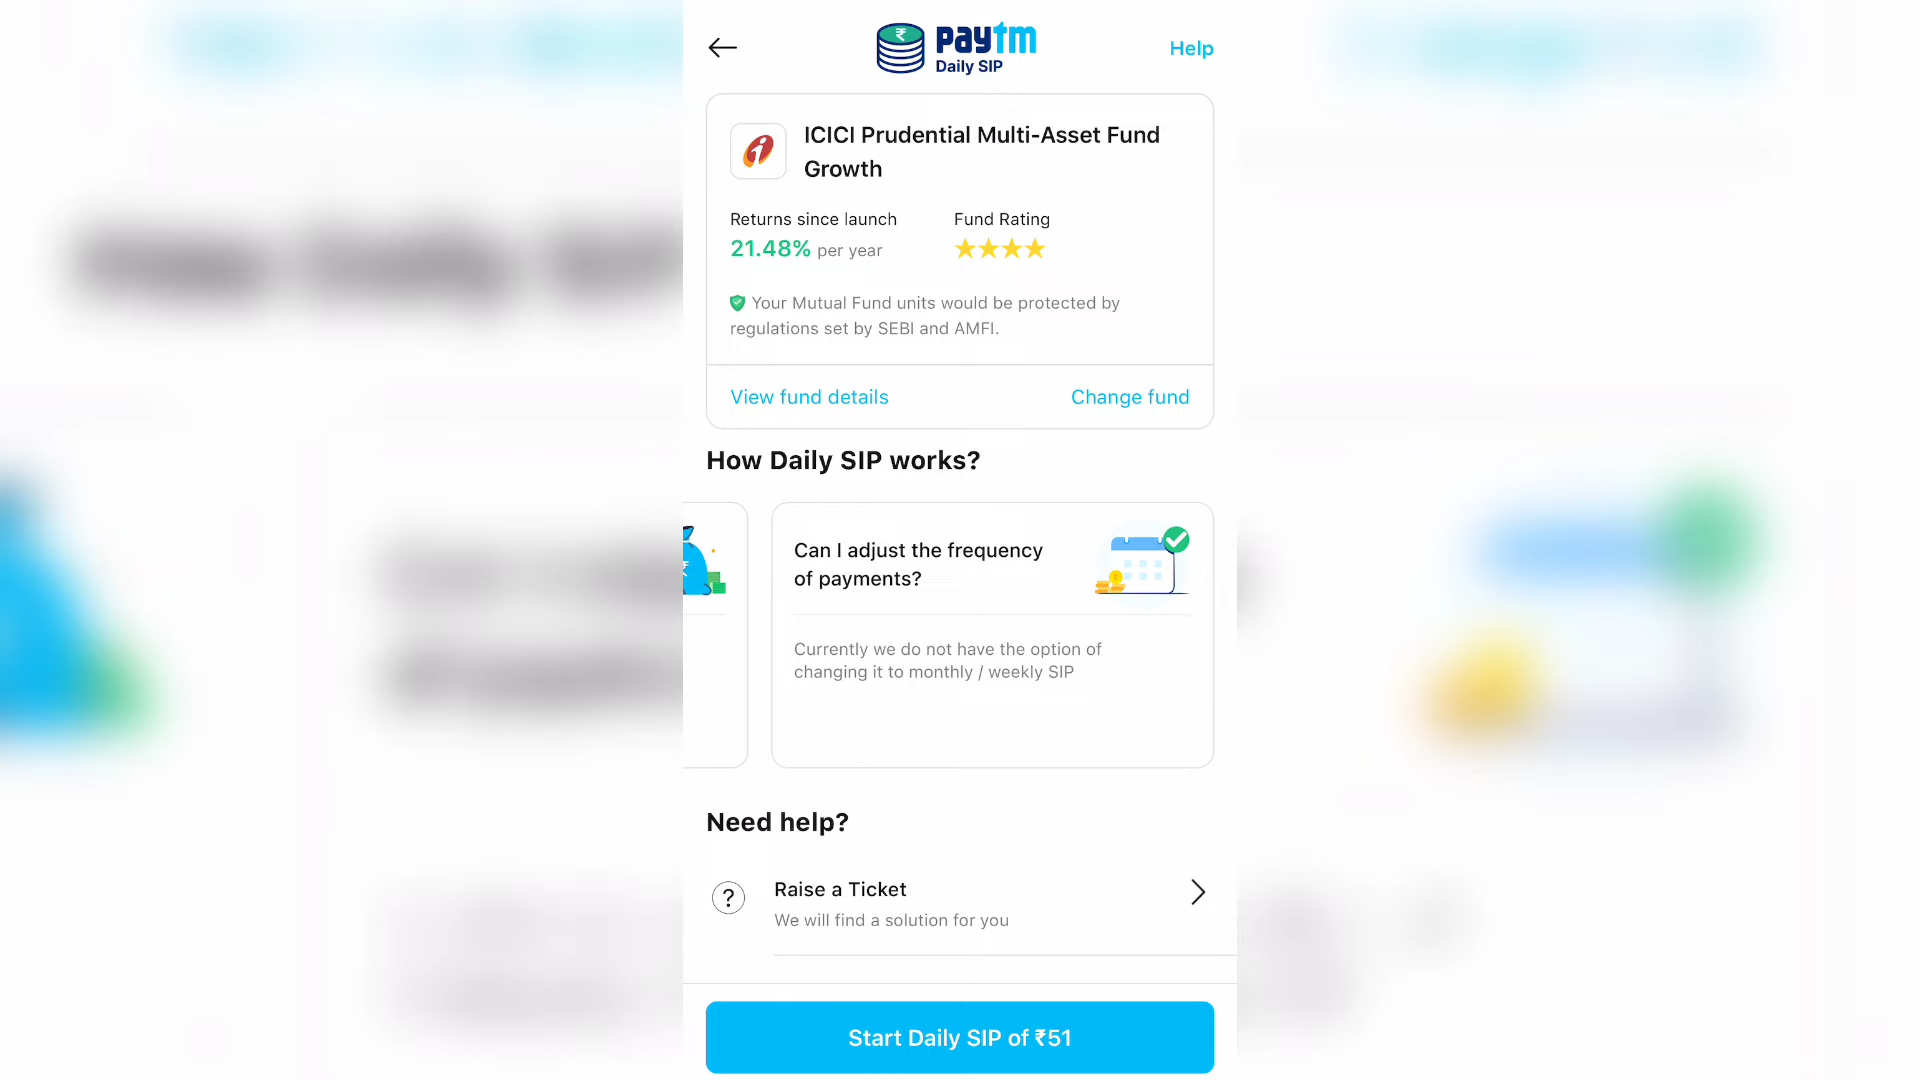 paytm
Daily SIP
Help
ICICI Prudential Multi-Asset Fund
Growth
Returns since launch
21.48% per year
Fund Rating
Your Mutual Fund units would be protected by
regulations set by SEBI and AMFI.
View fund details
Change fund
How Daily SIP works?
Can I adjust the frequency
of payments?
Currently we do not have the option of
changing it to monthly / weekly SIP
Need help?
?
Raise a Ticket
We will find a solution for you
Start Daily SIP of ₹51